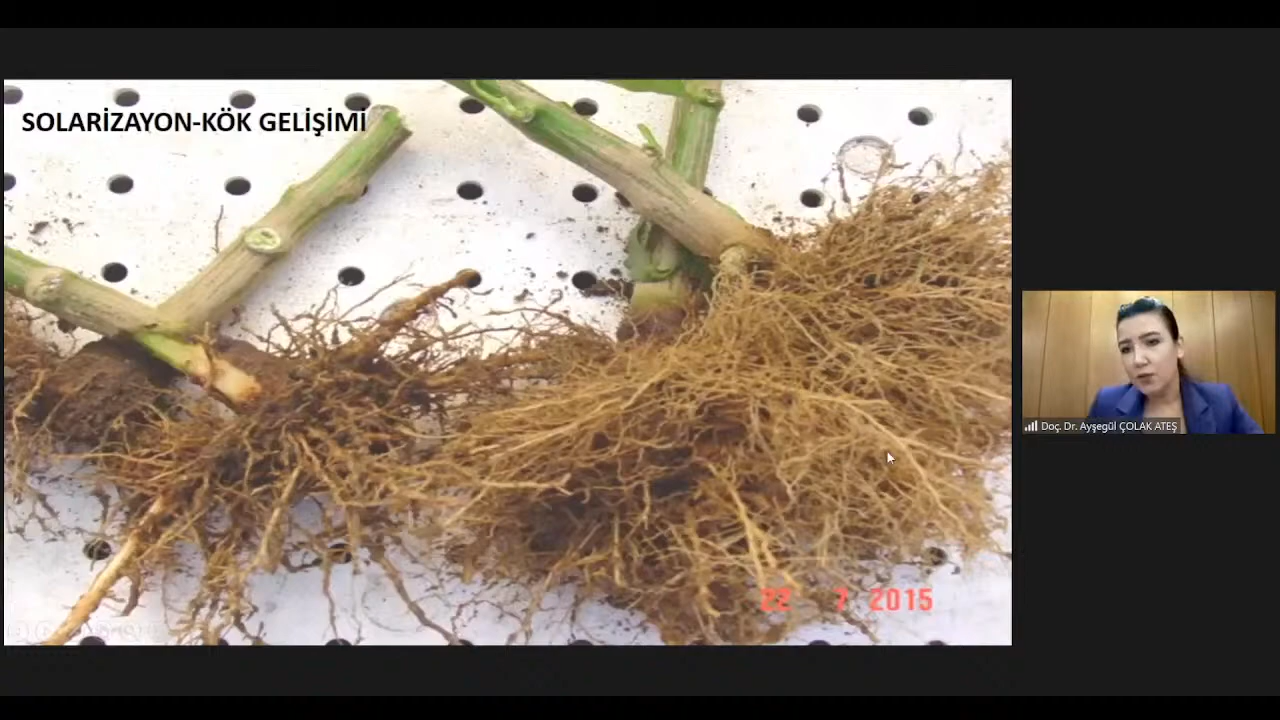 SOLARİZAYON-KÖK GELİŞİMİ
22 7 2015
Doç. Dr. Ayşegül ÇOLAK ATEŞ